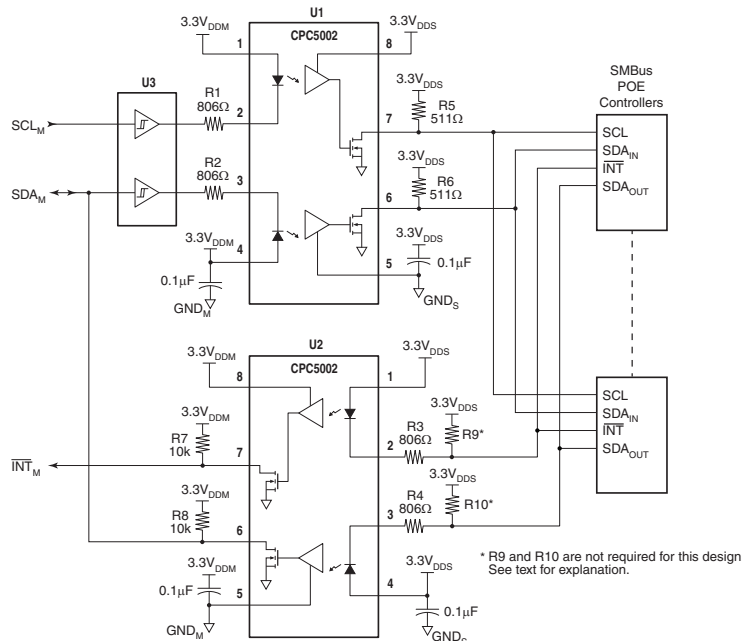 U1
CPC5002
3.3VDDM
1
8
3.3VDDS
U3
R1
806Ω
2
SCLM
R2
806Ω
3
SDAM
3.3VDDM
4
0.1µF
GNDM
3.3VDDS
R5
511Ω
7
3.3VDDS
R6
511Ω
6
3.3VDDS
0.1µF
5
GNDS
SMBus
POE
Controllers
SCL
SDAIN
INT
SDAOUT
U2
CPC5002
3.3VDDM
8
1
3.3VDDS
3.3VDDM
R7
10k
7
INTM
3.3VDDM
R8
10k
6
3.3VDDM
0.1µF
5
GNDM
R3
806Ω
2
3.3VDDS
R9*
R4
806Ω
3
3.3VDDS
R10*
3.3VDDS
4
0.1µF
GNDS
SCL
SDAIN
INT
SDAOUT
* R9 and R10 are not required for this design
See text for explanation.